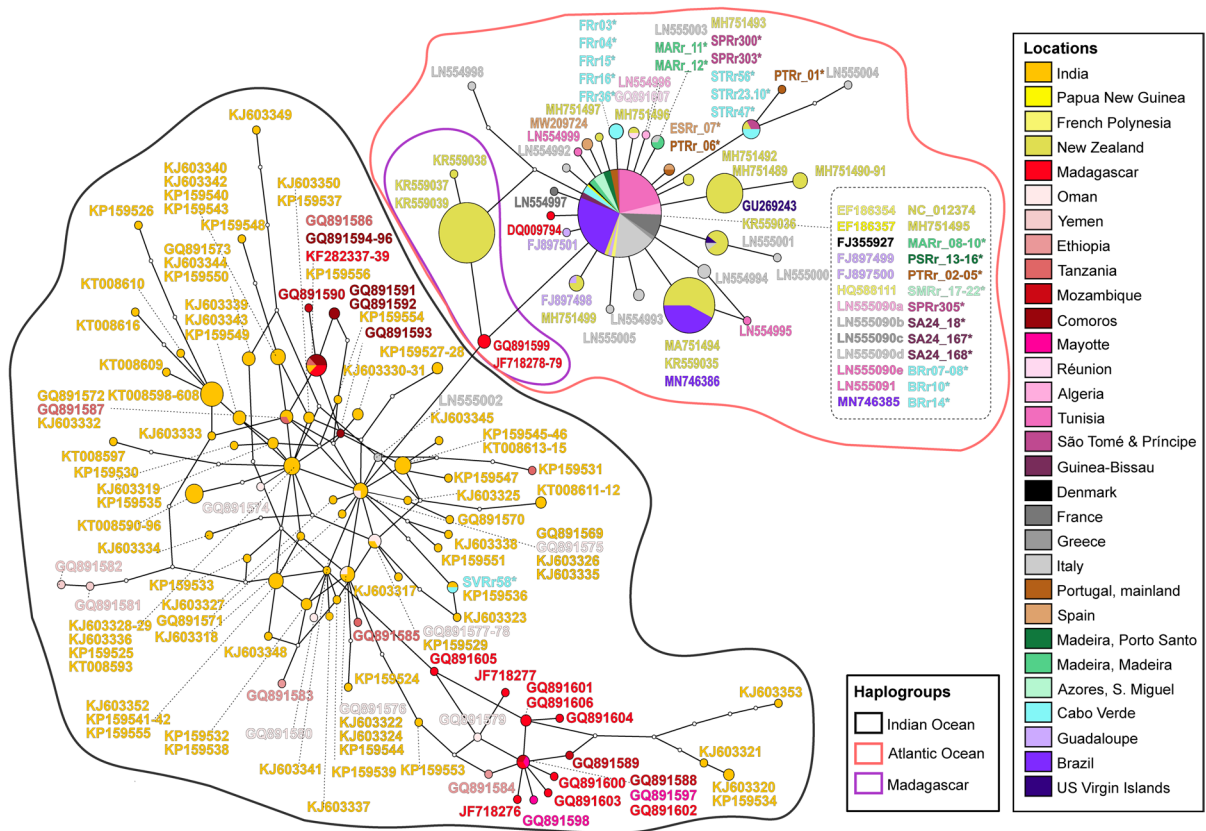 FRr03*
FRr04*
FRr15*
FRr16*
FRr36*
LN555003
MARr_11*
MARr_12*
LN554996
GQ891607
MH751493
SPRr300*
SPRr303*
STRr56*
STRr23.10*
STRr47*
PTRr_01*
LN555004
LN554998
MH751497
MH751496
MW209724
LN554999
LN554992
ESRr_07*
PTRr_06*
MH751492
MH751489
MH751490-91
KR559038
KR559037
KR559039
LN554997
DQ009794
FJ897501
GU269243
KR559036
LN555001
LN555000
LN554994
LN554995
FJ897498
MH751499
LN554993
LN555005
MA751494
KR559035
MN746386
EF186354 NC_012374
EF186357 MH751495
FJ355927 MARr_08-10*
FJ897499 PSRr_13-16*
FJ897500 PTRr_02-05*
HQ588111 SMRr_17-22*
LN555090a SPRr305*
LN555090b SA24_18*
LN555090c SA24_167*
LN555090d SA24_168*
LN555090e BRr07-08*
LN555091 BRr10*
MN746385 BRr14*
GQ891599
JF718278-79
KJ603349
KJ603340
KJ603342
KP159540
KP159543
KJ603350
KP159537
KP159526
KP159548
GQ891586
GQ891594-96
KF282337-39
KP159556
GQ891573
KJ603344
KP159550
KT008610
GQ891590
GQ891591
GQ891592
KP159554
GQ891593
KJ603339
KJ603343
KP159549
KT008616
KP159527-28
KJ603330-31
KT008609
KT008598-608
LN555002
GQ891572
GQ891587
KJ603332
KJ603333
KJ603345
KP159545-46
KT008613-15
KT008597
KP159530
KP159531
KP159547
KJ603319
KP159535
KJ603325
KT008611-12
GQ891574
KT008590-96
GQ891570
GQ891569
GQ891575
KJ603326
KJ603335
KJ603338
KJ603334
KP159551
GQ891582
GQ891581
KP159533
KJ603317
SVRr58*
KP159536
KJ603327
GQ891571
KJ603318
KJ603323
KJ603328-29
KJ603336
KP159525
KT008593
GQ891585
GQ891577-78
KP159529
KJ603348
GQ891605
GQ891583
KP159524
JF718277
GQ891601
GQ891606
GQ891604
KJ603353
KJ603352
KP159541-42
KP159555
GQ891576
KJ603322
KJ603324
KP159544
GQ891579
KP159532
KP159538
GQ891580
KJ603321
GQ891589
KJ603341
KP159539
KP159553
GQ891584
GQ891600
GQ891603
GQ891588
GQ891597
GQ891602
KJ603320
KP159534
KJ603337
JF718276
GQ891598
Haplogroups
Indian Ocean
Atlantic Ocean
Madagascar
Locations
India
Papua New Guinea
French Polynesia
New Zealand
Madagascar
Oman
Yemen
Ethiopia
Tanzania
Mozambique
Comoros
Mayotte
Réunion
Algeria
Tunisia
São Tomé & Príncipe
Guinea-Bissau
Denmark
France
Greece
Italy
Portugal, mainland
Spain
Madeira, Porto Santo
Madeira, Madeira
Azores, S. Miguel
Cabo Verde
Guadaloupe
Brazil
US Virgin Islands